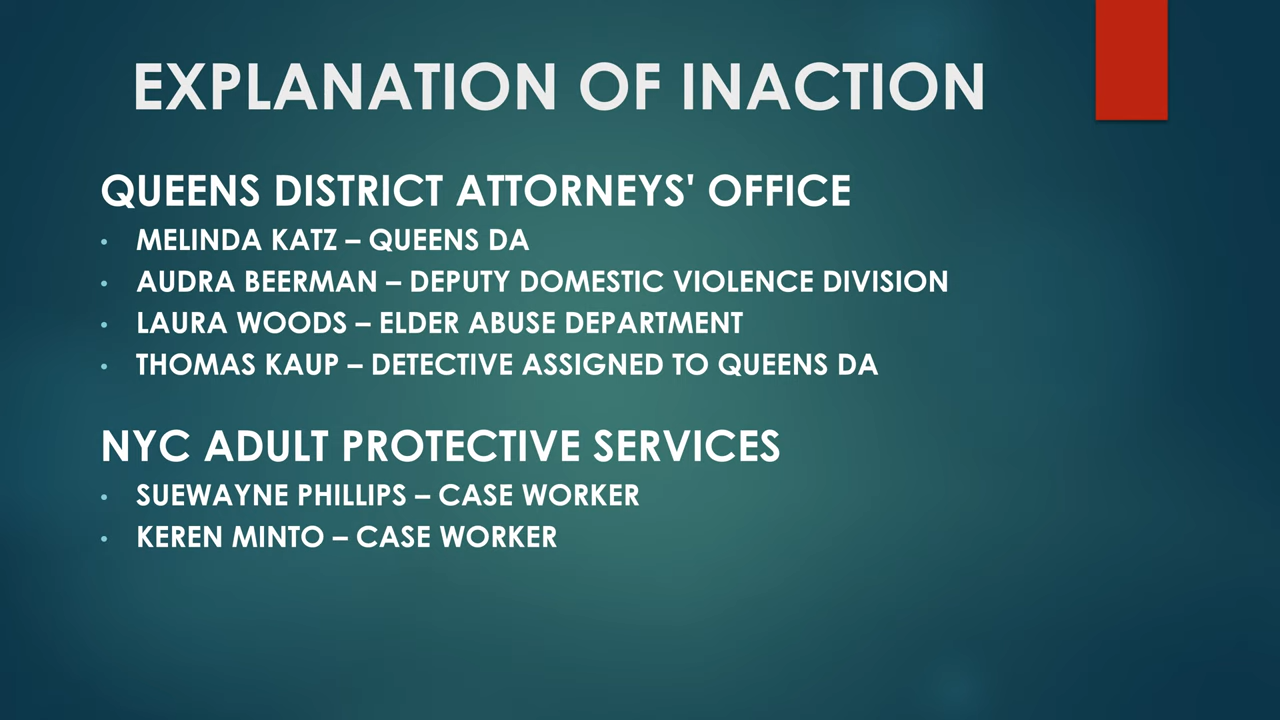 EXPLANATION OF INACTION
QUEENS DISTRICT ATTORNEYS' OFFICE
• MELINDA KATZ – QUEENS DA
• AUDRA BEERMAN – DEPUTY DOMESTIC VIOLENCE DIVISION
• LAURA WOODS – ELDER ABUSE DEPARTMENT
• THOMAS KAUP – DETECTIVE ASSIGNED TO QUEENS DA
NYC ADULT PROTECTIVE SERVICES
• SUEWAYNE PHILLIPS – CASE WORKER
• KEREN MINTO – CASE WORKER